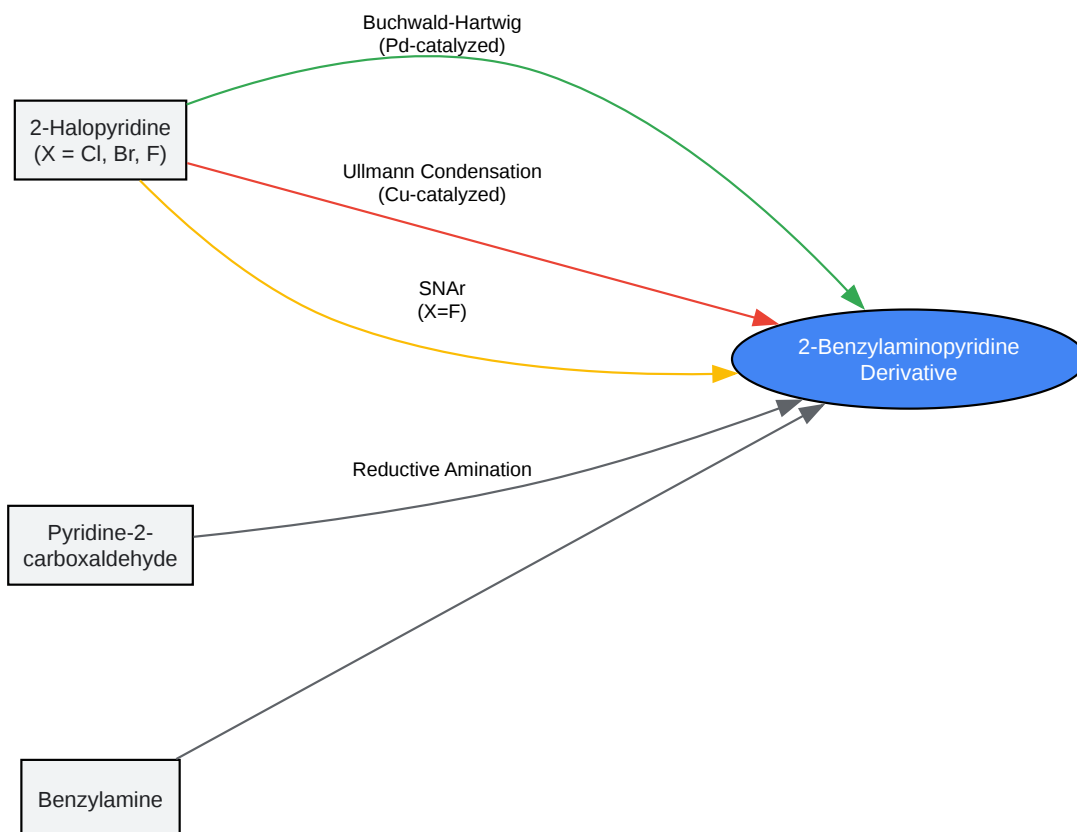 Buchwald-Hartwig
(Pd-catalyzed)
2-Halopyridine
(X = Cl, Br, F)
Ullmann Condensation
(Cu-catalyzed)
SNAr
(X=F)
2-Benzylaminopyridine
Derivative
Reductive Amination
Pyridine-2-
carboxaldehyde
Benzylamine